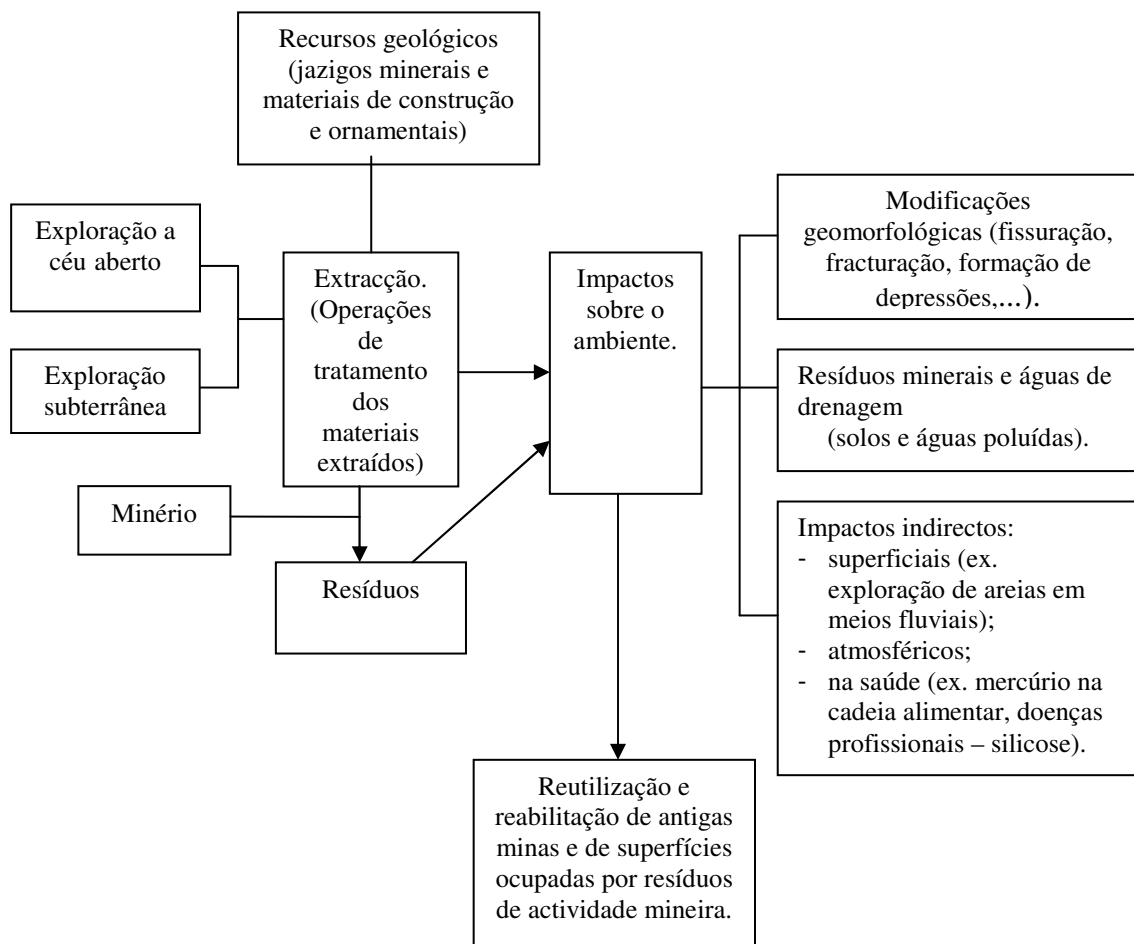 Recursos geológicos
(jazigos minerais e
materiais de construção
e ornamentais)
Exploração a
céu aberto
Exploração
subterrânea
Extracção.
(Operações
de
tratamento
dos
materiais
extraídos)
Impactos
sobre o
ambiente.
Modificações
geomorfológicas (fissuração,
fracturação, formação de
depressões,...).
Resíduos minerais e águas de
drenagem
(solos e águas poluídas).
Minério
Resíduos
Impactos indirectos:
- superficiais (ex.
exploração de areias em
meios fluviais);
- atmosféricos;
- na saúde (ex. mercúrio na
cadeia alimentar, doenças
profissionais – silicose).
Reutilização e
reabilitação de antigas
minas e de superfícies
ocupadas por resíduos
de actividade mineira.